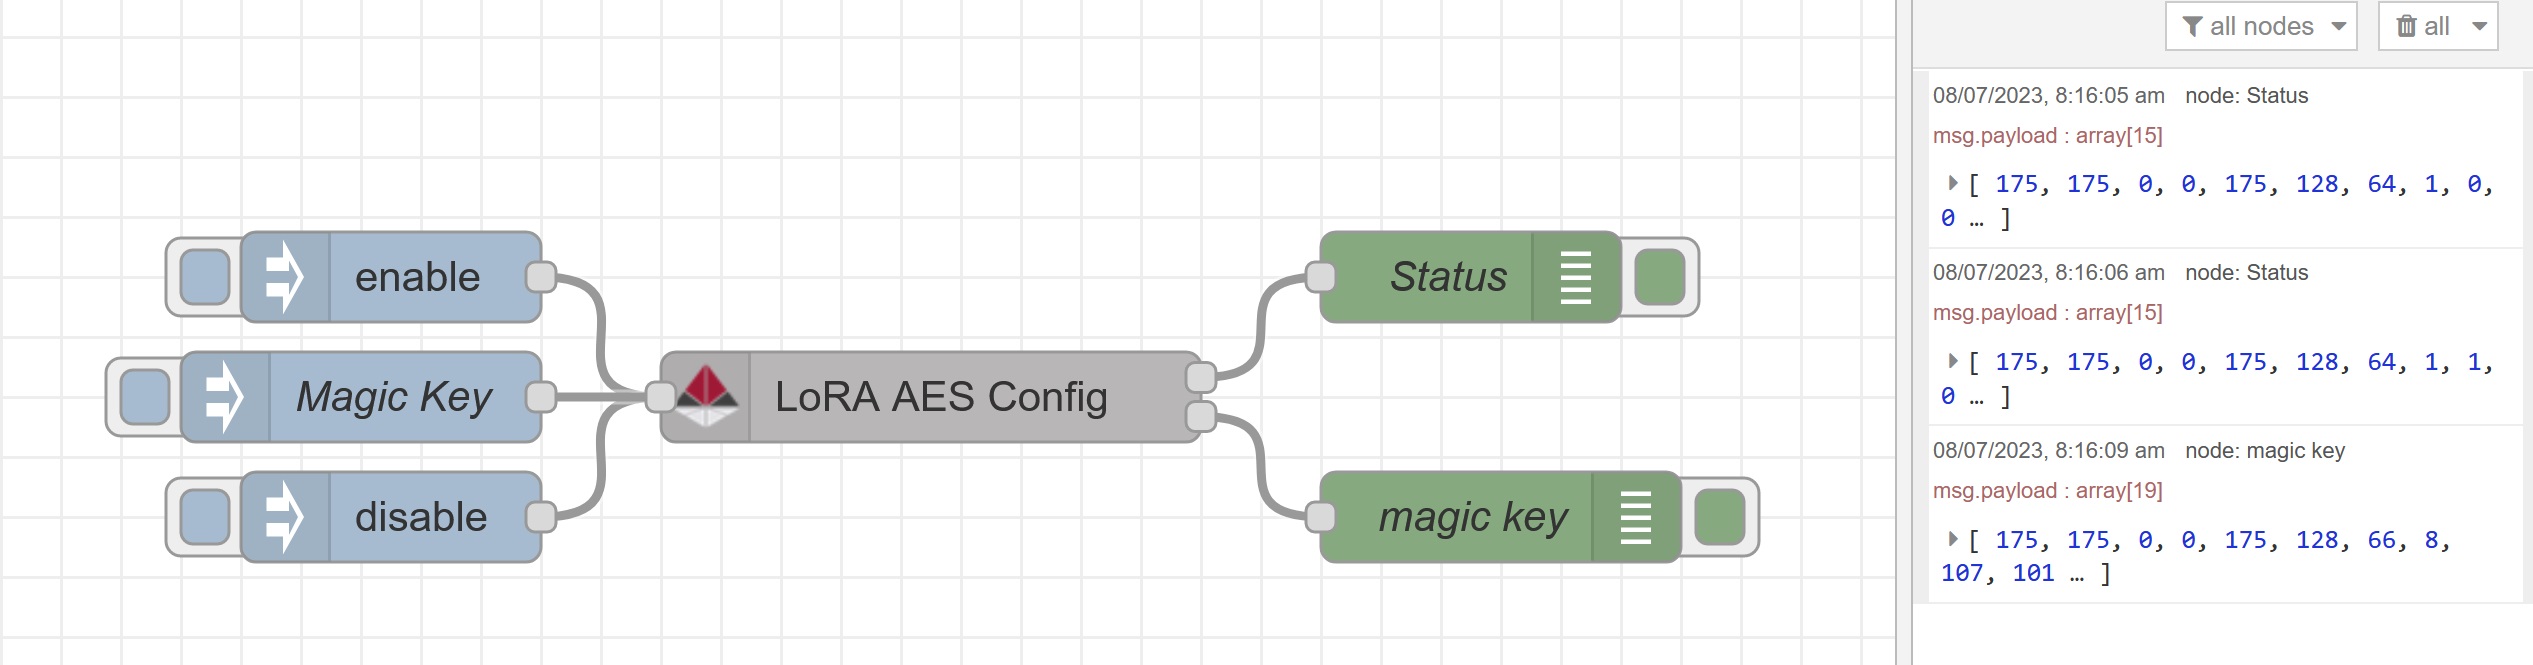 enable
Magic Key
disable
LoRA AES Config
Status
magic key
all nodes
all
08/07/2023, 8:16:05 am node: Status
msg.payload : array[15]
[ 175, 175, 0, 0, 175, 128, 64, 1, 0,
0 … ]
08/07/2023, 8:16:06 am node: Status
msg.payload : array[15]
[ 175, 175, 0, 0, 175, 128, 64, 1, 1,
0 … ]
08/07/2023, 8:16:09 am node: magic key
msg.payload : array[19]
[ 175, 175, 0, 0, 175, 128, 66, 8,
107, 101 … ]